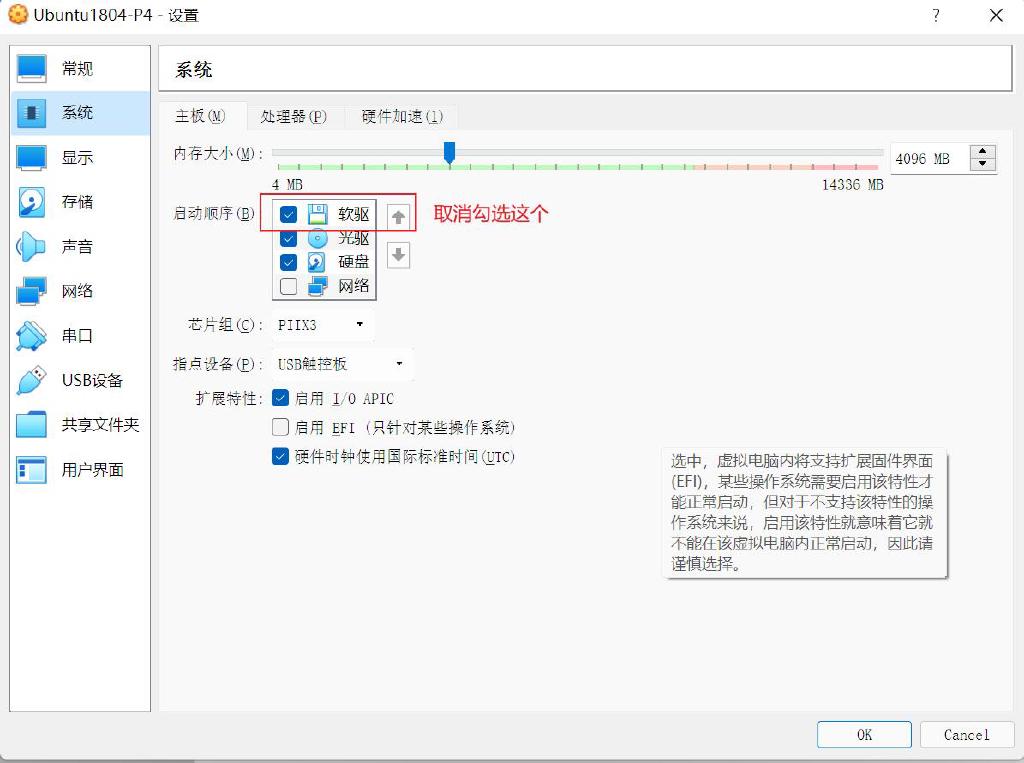 Ubuntu1804-P4 - 设置
?
常规
系统
显示
存储
声音
网络
串口
USB设备
共享文件夹
用户界面
系统
主板(M) 处理器(P) 硬件加速(l)
内存大小(M): 4096 MB
4 MB 14336 MB
启动顺序(B) 软驱 取消勾选这个
光驱
硬盘
网络
芯片组(C): PIIX3
指点设备(P): USB触控板
扩展特性: 启用 I/O APIC
启用 EFI (只针对某些操作系统)
硬件时钟使用国际标准时间(UTC)
选中，虚拟电脑内将支持扩展固件界面
(EFI)，某些操作系统需要启用该特性才
能正常启动，但对于不支持该特性的操
作系统来说，启用该特性就意味着它就
不能在该虚拟电脑内正常启动，因此请
谨慎选择。
OK Cancel